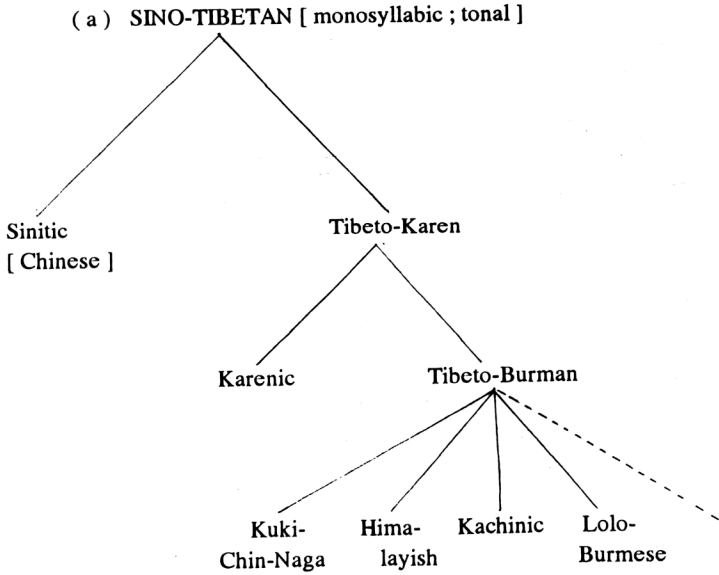 ( a ) SINO-TIBETAN [ monosyllabic ; tonal ]
Sinitic
[ Chinese ]
Tibeto-Karen
Karenic
Tibeto-Burman
Kuki-
Chin-Naga
Hima-
layish
Kachinic
Lolo-
Burmese